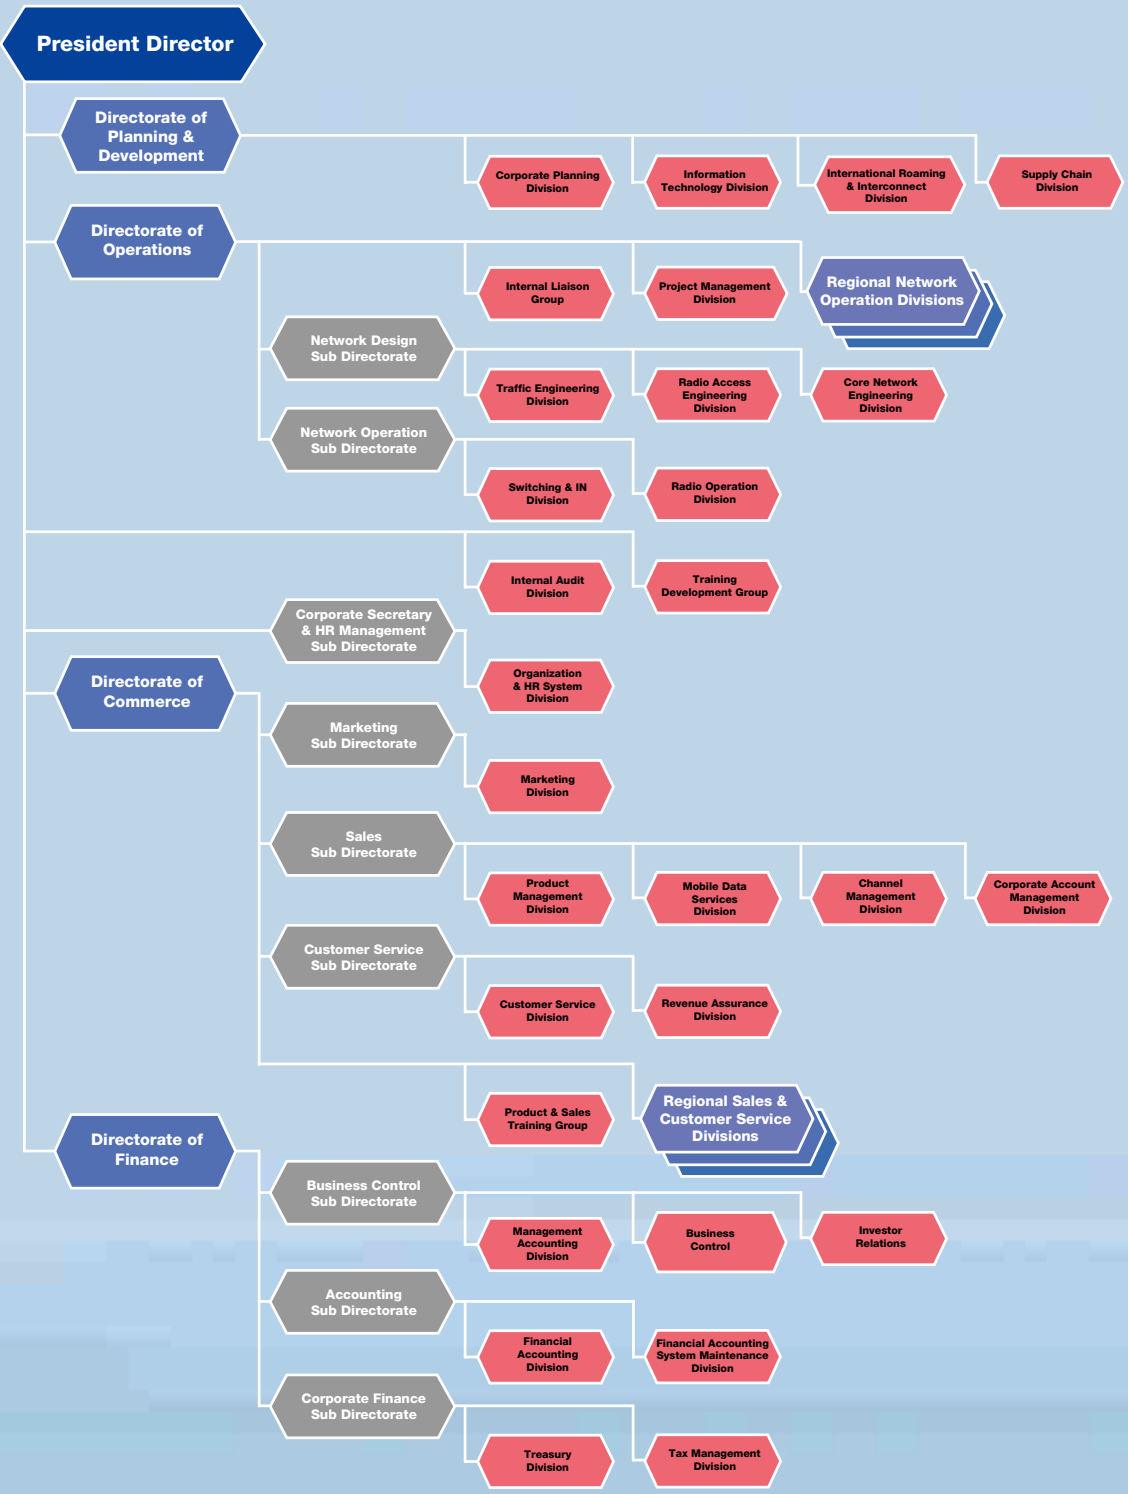 President Director
Directorate of
Planning &
Development
Corporate Planning
Division
Information
Technology Division
International Roaming
& Interconnect
Division
Supply Chain
Division
Directorate of
Operations
Internal Liaison
Group
Project Management
Division
Regional Network
Operation Divisions
Network Design
Sub Directorate
Traffic Engineering
Division
Radio Access
Engineering
Division
Core Network
Engineering
Division
Network Operation
Sub Directorate
Switching & IN
Division
Radio Operation
Division
Internal Audit
Division
Training
Development Group
Corporate Secretary
& HR Management
Sub Directorate
Organization
& HR System
Division
Directorate of
Commerce
Marketing
Sub Directorate
Marketing
Division
Sales
Sub Directorate
Product
Management
Division
Mobile Data
Services
Division
Channel
Management
Division
Corporate Account
Management
Division
Customer Service
Sub Directorate
Customer Service
Division
Revenue Assurance
Division
Product & Sales
Training Group
Regional Sales &
Customer Service
Divisions
Directorate of
Finance
Business Control
Sub Directorate
Management
Accounting
Division
Business
Control
Investor
Relations
Accounting
Sub Directorate
Financial
Accounting
Division
Financial Accounting
System Maintenance
Division
Corporate Finance
Sub Directorate
Treasury
Division
Tax Management
Division